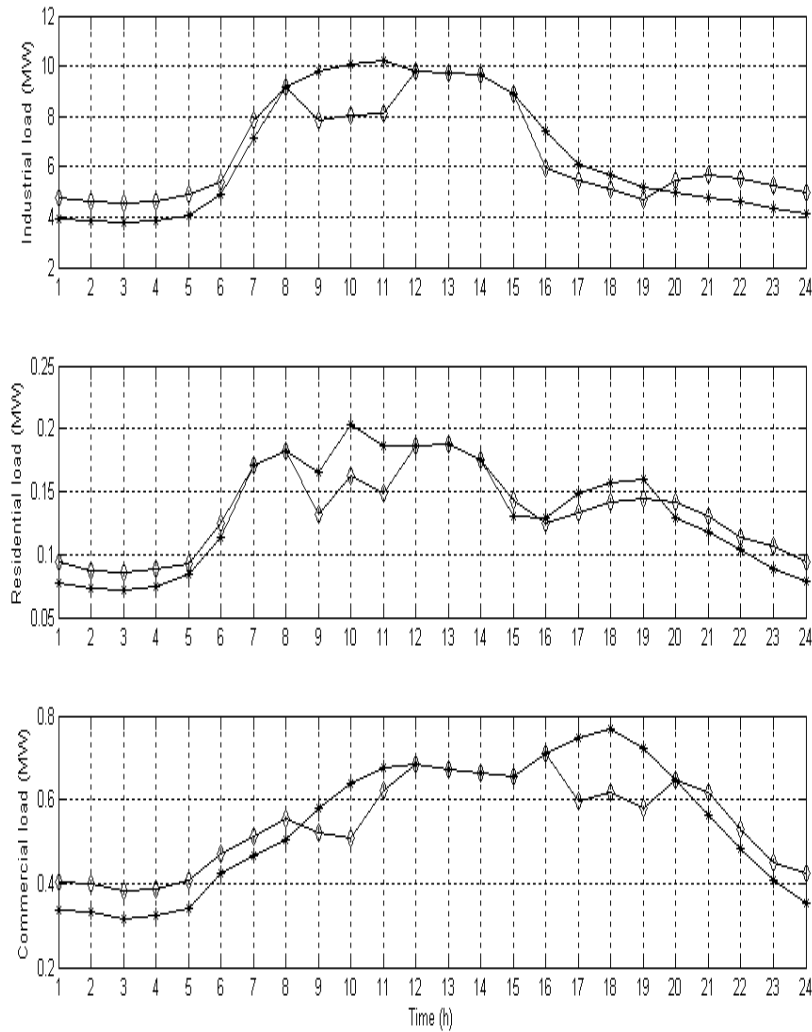 Industrial load (MW)
12
10
8
6
4
2
1 2 3 4 5 6 7 8 9 10 11 12 13 14 15 16 17 18 19 20 21 22 23 24
Residential load (MW)
0.25
0.2
0.15
0.1
0.05
1 2 3 4 5 6 7 8 9 10 11 12 13 14 15 16 17 18 19 20 21 22 23 24
Commercial load (MW)
0.8
0.6
0.4
0.2
1 2 3 4 5 6 7 8 9 10 11 12 13 14 15 16 17 18 19 20 21 22 23 24
Time (h)